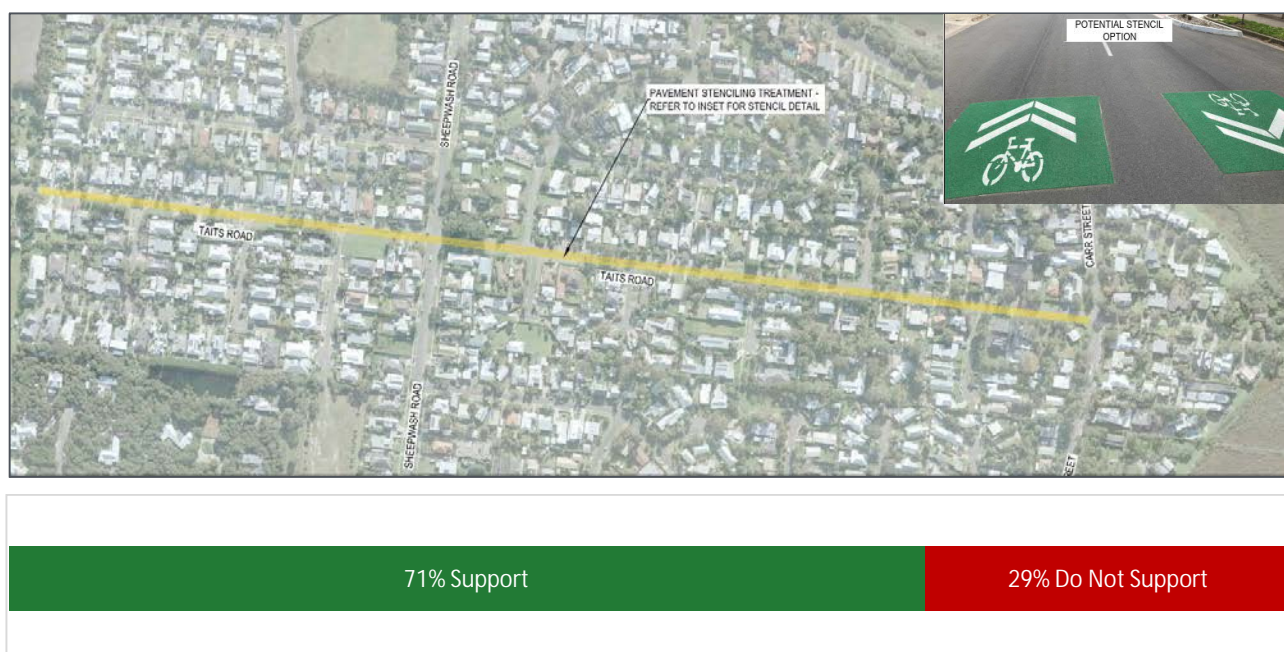 POTENTIAL STENCIL
OPTION
PAVEMENT STENCILING TREATMENT -
REFER TO INSET FOR STENCIL DETAIL
SHEEPWASH ROAD
TAITS ROAD
TAITS ROAD
CARR STREET
SHEEPWASH ROAD
REET
71% Support
29% Do Not Support